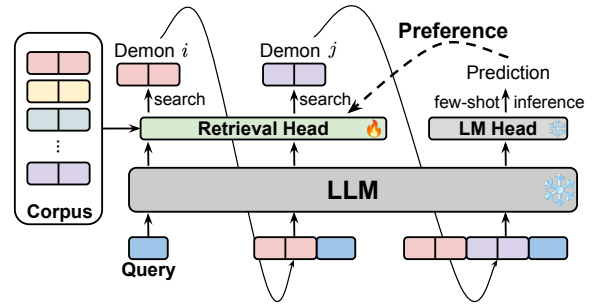 Demon i
Demon j
Preference
Prediction
search
search
few-shot inference
Retrieval Head
LM Head
...
Corpus
LLM
Query